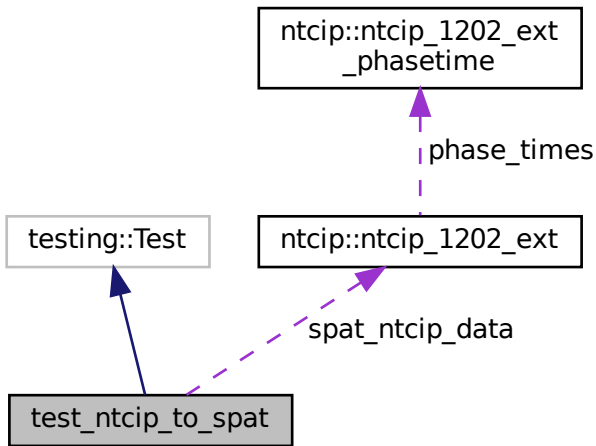 ntcip::ntcip_1202_ext
_phasetime
phase_times
testing::Test
ntcip::ntcip_1202_ext
spat_ntcip_data
test_ntcip_to_spat